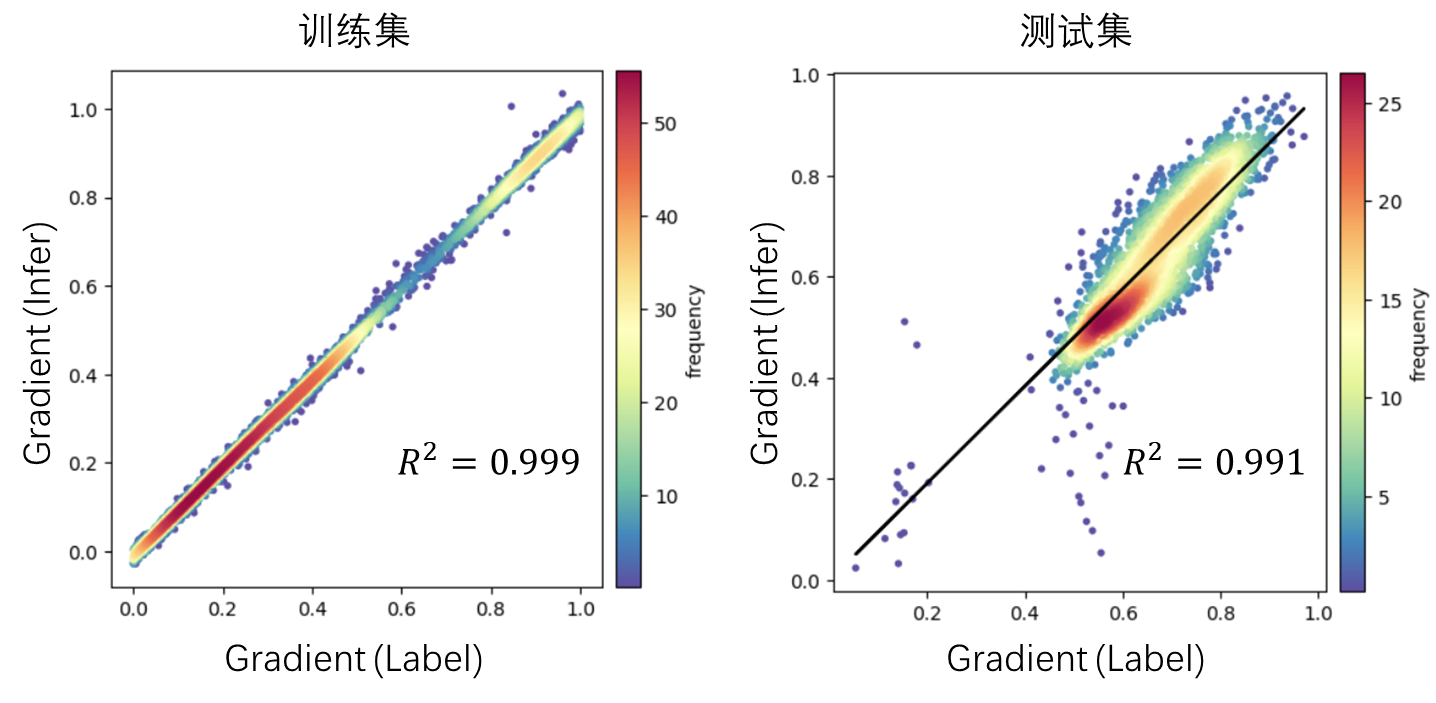 训练集
Gradient (Infer)
1.0
0.8
0.6
0.4
0.2
0.0
0.0 0.2 0.4 0.6 0.8 1.0
Gradient (Label)
R² = 0.999
50
40
30
20
10
frequency
测试集
Gradient (Infer)
1.0
0.8
0.6
0.4
0.2
0.0
0.2 0.4 0.6 0.8 1.0
Gradient (Label)
R² = 0.991
25
20
15
10
5
frequency